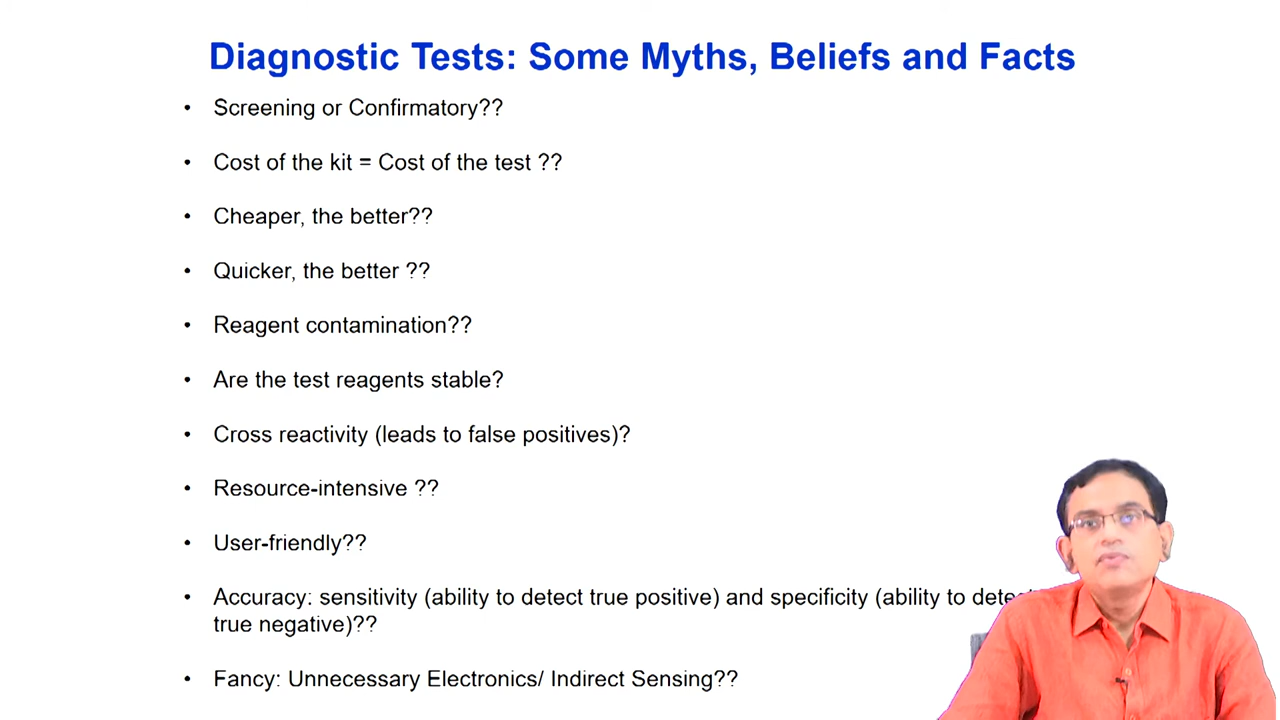 Diagnostic Tests: Some Myths, Beliefs and Facts
• Screening or Confirmatory??
• Cost of the kit = Cost of the test ??
• Cheaper, the better??
• Quicker, the better ??
• Reagent contamination??
• Are the test reagents stable?
• Cross reactivity (leads to false positives)?
• Resource-intensive ??
• User-friendly??
• Accuracy: sensitivity (ability to detect true positive) and specificity (ability to detect
true negative)??
• Fancy: Unnecessary Electronics/ Indirect Sensing??